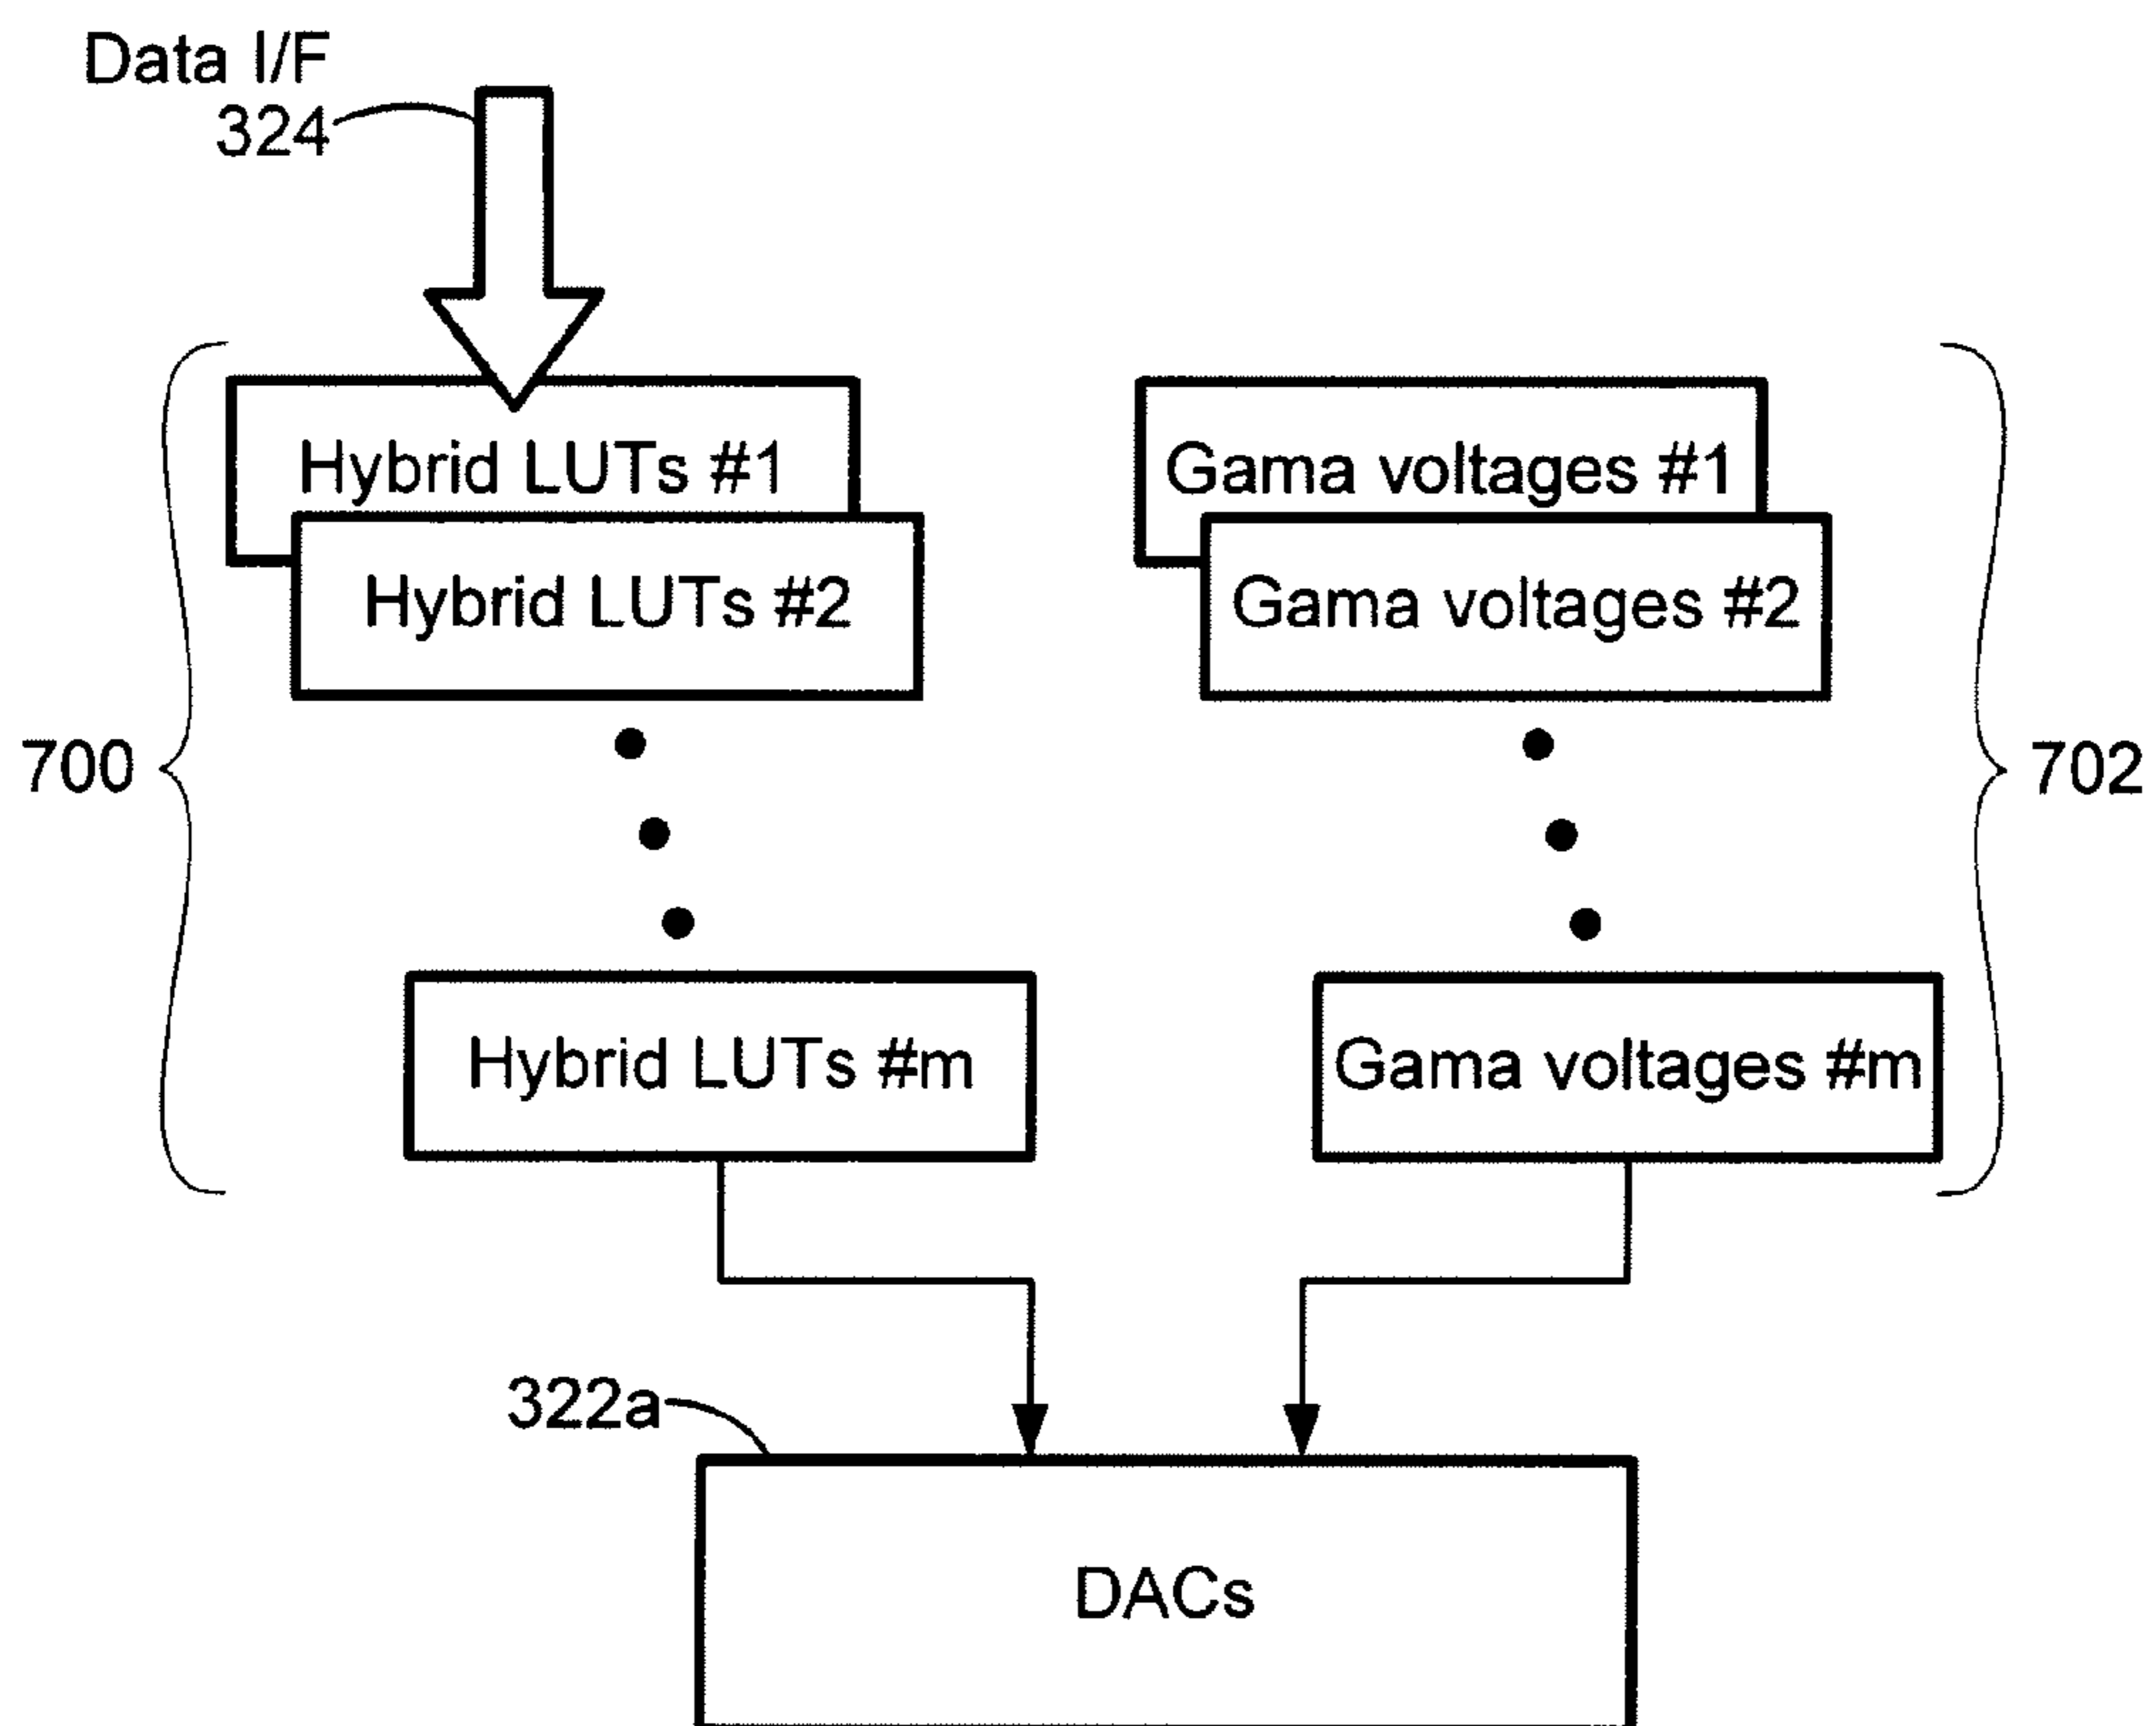 Data I/F
324
Hybrid LUTs #1
Gama voltages #1
Hybrid LUTs #2
Gama voltages #2
700
702
Hybrid LUTs #m
Gama voltages #m
322a
DACs